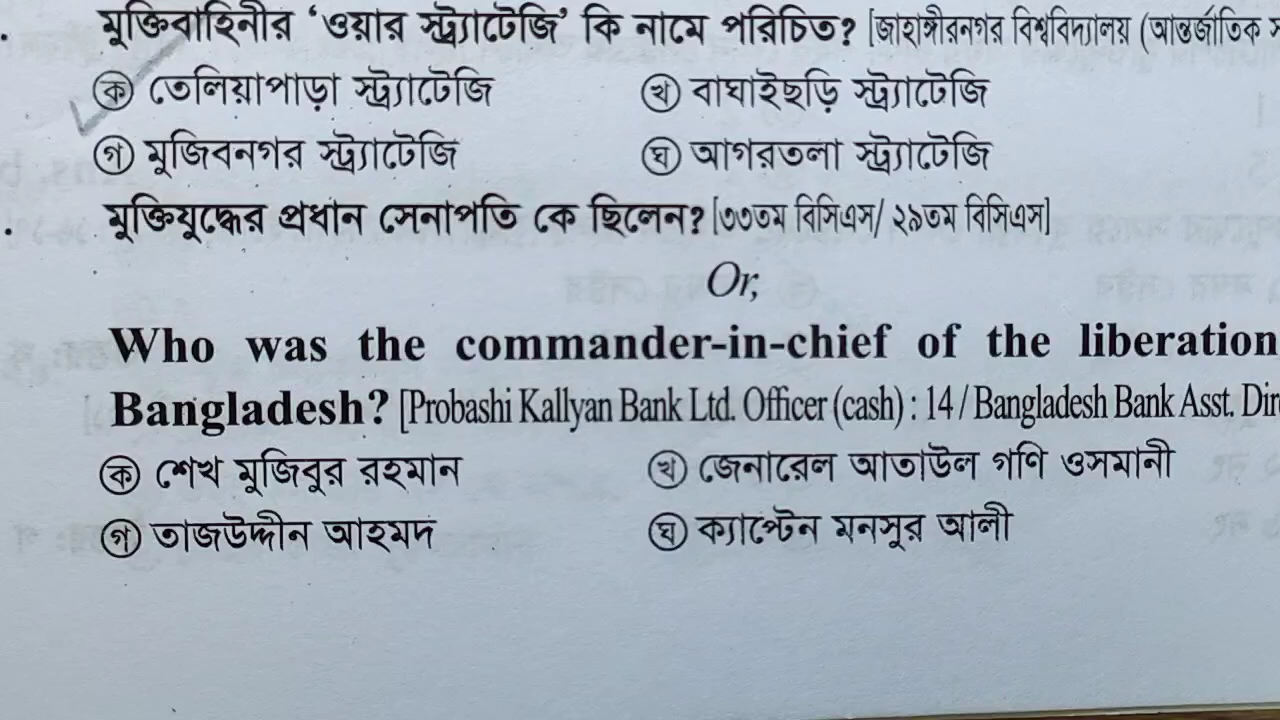 . মুক্তিবাহিনীর 'ওয়ার স্ট্র্যাটেজি' কি নামে পরিচিত? [জাহাঙ্গীরনগর বিশ্ববিদ্যালয় (আন্তর্জাতিক
ক তেলিয়াপাড়া স্ট্র্যাটেজি খ বাঘাইছড়ি স্ট্র্যাটেজি
গ মুজিবনগর স্ট্র্যাটেজি ঘ আগরতলা স্ট্র্যাটেজি
. মুক্তিযুদ্ধের প্রধান সেনাপতি কে ছিলেন? [৩৩তম বিসিএস/ ২৯তম বিসিএস]
Or,
Who was the commander-in-chief of the liberation
Bangladesh? [Probashi Kallyan Bank Ltd. Officer (cash) : 14 / Bangladesh Bank Asst. Dire
ক শেখ মুজিবুর রহমান খ জেনারেল আতাউল গণি ওসমানী
গ তাজউদ্দীন আহমদ ঘ ক্যাপ্টেন মনসুর আলী